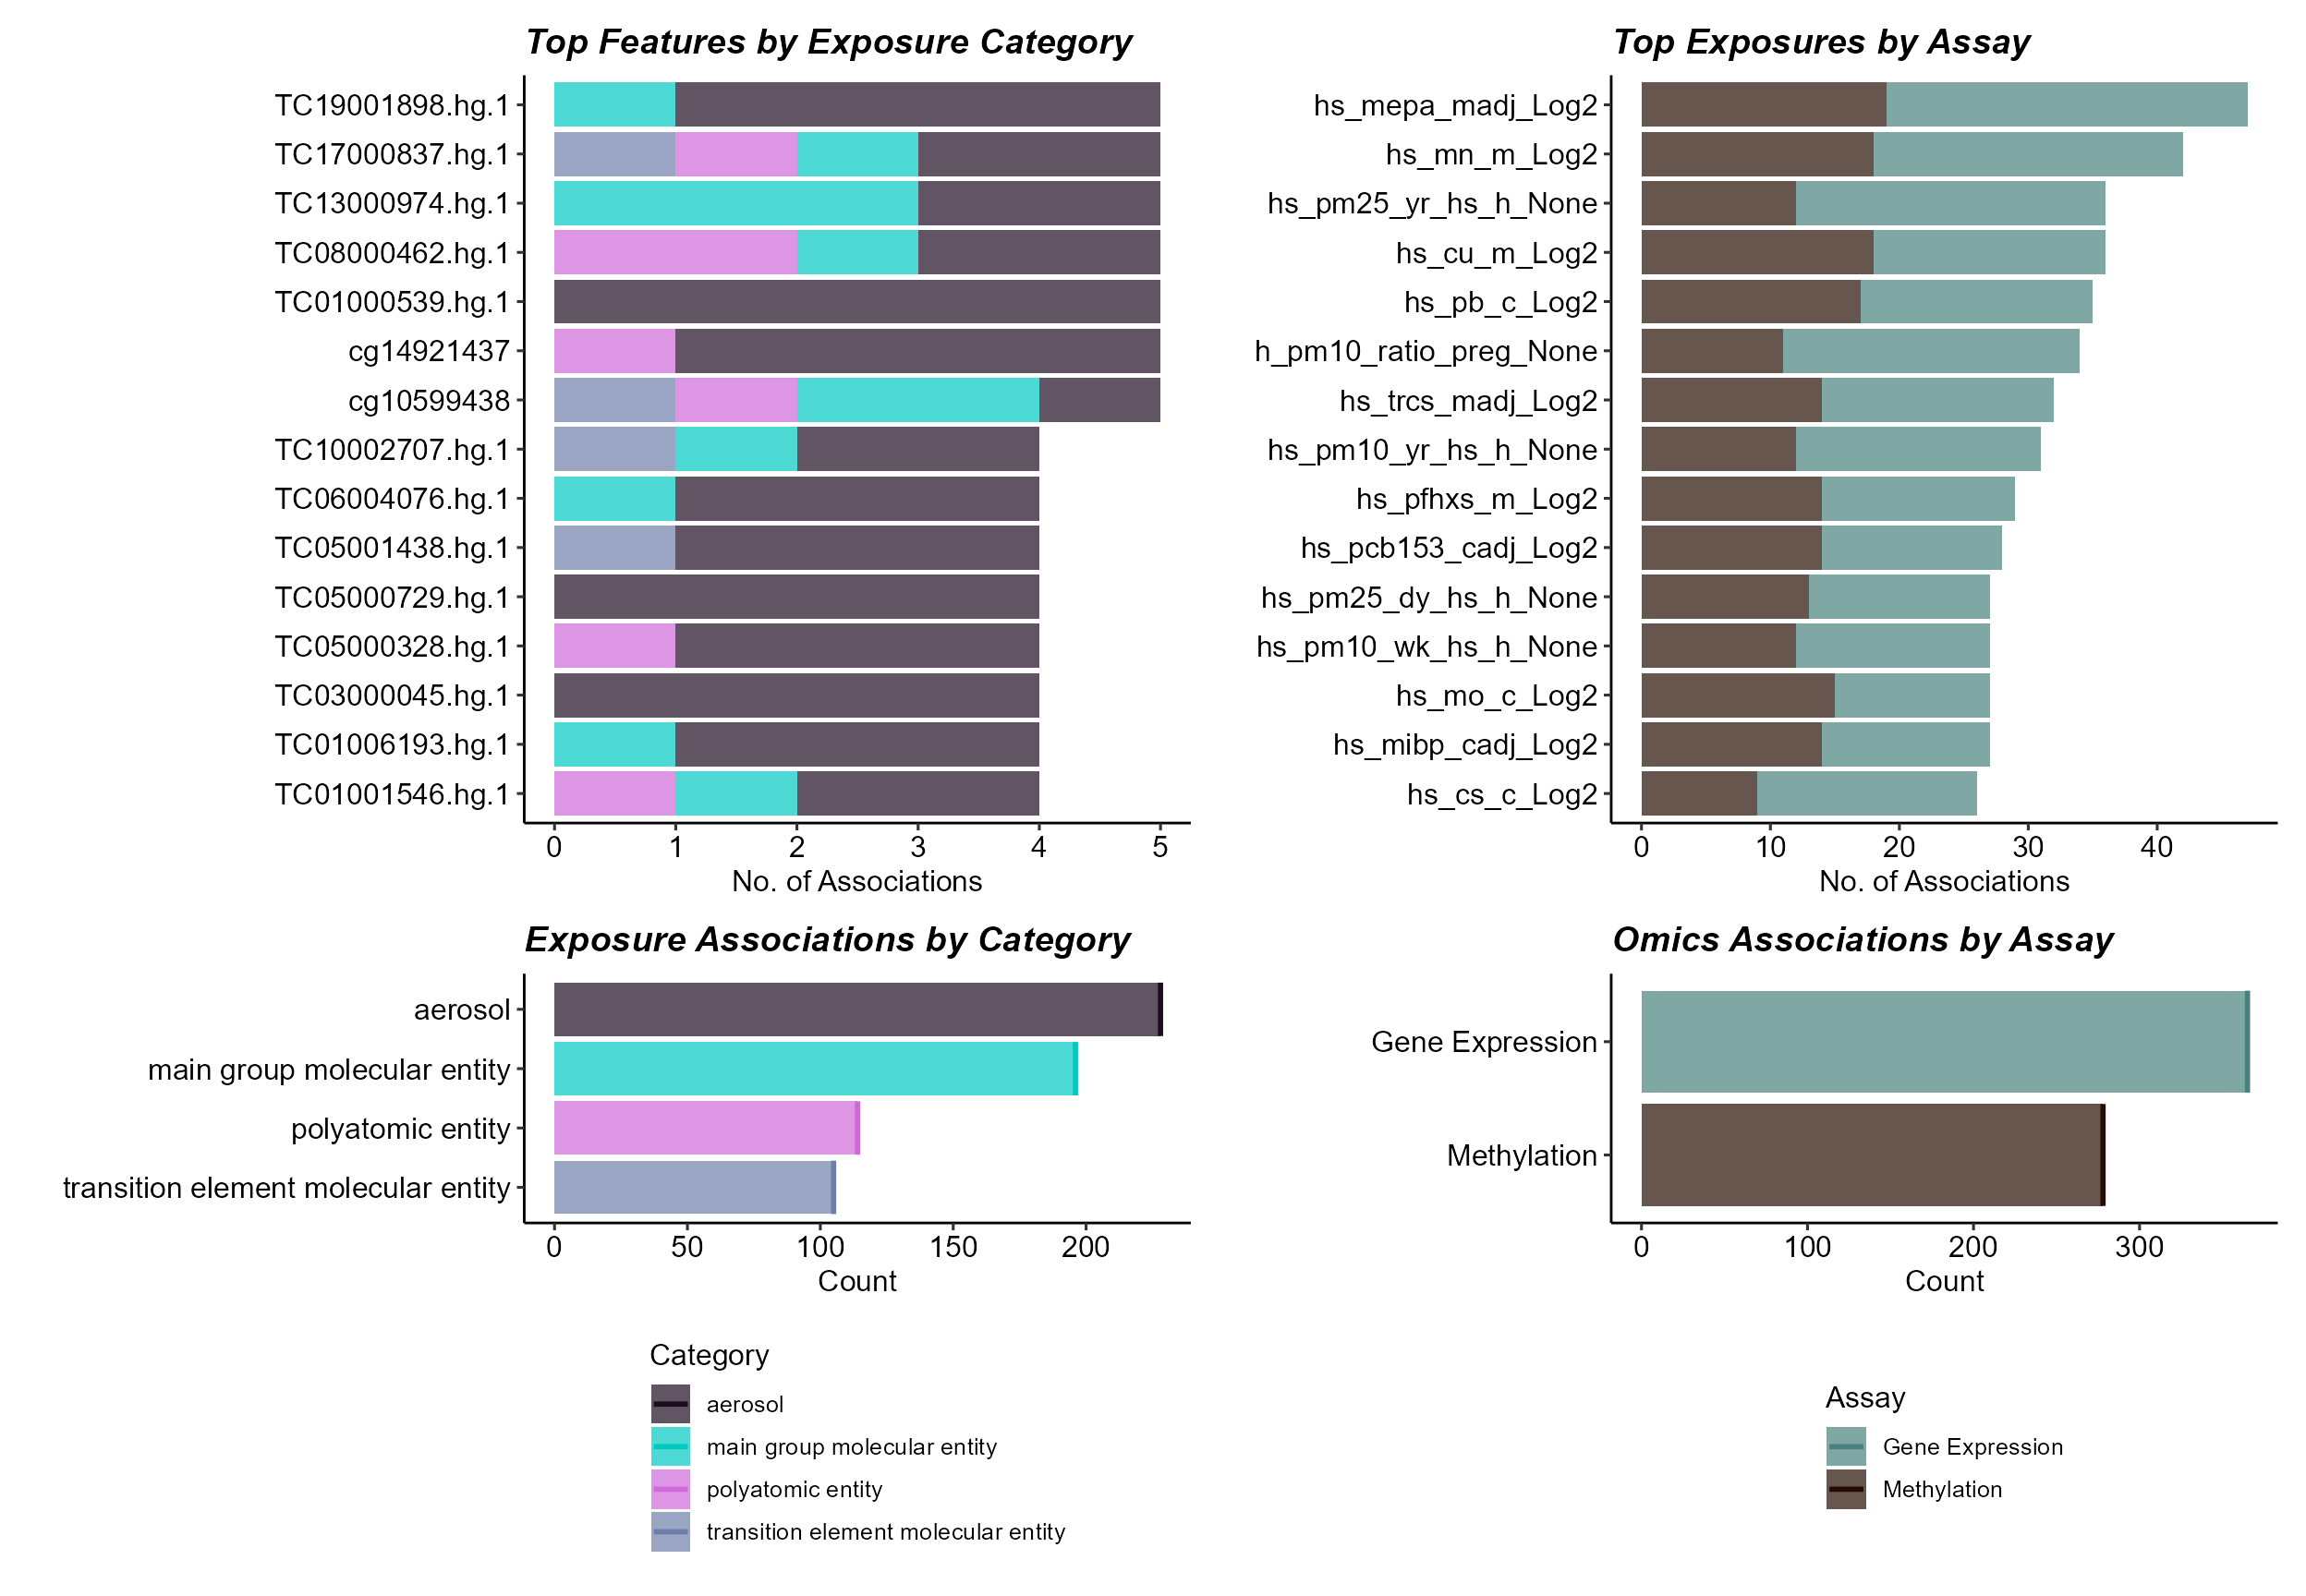 Top Features by Exposure Category
TC19001898.hg.1
TC17000837.hg.1
TC13000974.hg.1
TC08000462.hg.1
TC01000539.hg.1
cg14921437
cg10599438
TC10002707.hg.1
TC06004076.hg.1
TC05001438.hg.1
TC05000729.hg.1
TC05000328.hg.1
TC03000045.hg.1
TC01006193.hg.1
TC01001546.hg.1
0 1 2 3 4 5
No. of Associations
Top Exposures by Assay
hs_mepa_madj_Log2
hs_mn_m_Log2
hs_pm25_yr_hs_h_None
hs_cu_m_Log2
hs_pb_c_Log2
h_pm10_ratio_preg_None
hs_trcs_madj_Log2
hs_pm10_yr_hs_h_None
hs_pfhxs_m_Log2
hs_pcb153_cadj_Log2
hs_pm25_dy_hs_h_None
hs_pm10_wk_hs_h_None
hs_mo_c_Log2
hs_mibp_cadj_Log2
hs_cs_c_Log2
0 10 20 30 40
No. of Associations
Exposure Associations by Category
aerosol
main group molecular entity
polyatomic entity
transition element molecular entity
0 50 100 150 200
Count
Omics Associations by Assay
Gene Expression
Methylation
0 100 200 300
Count
Category
aerosol
main group molecular entity
polyatomic entity
transition element molecular entity
Assay
Gene Expression
Methylation